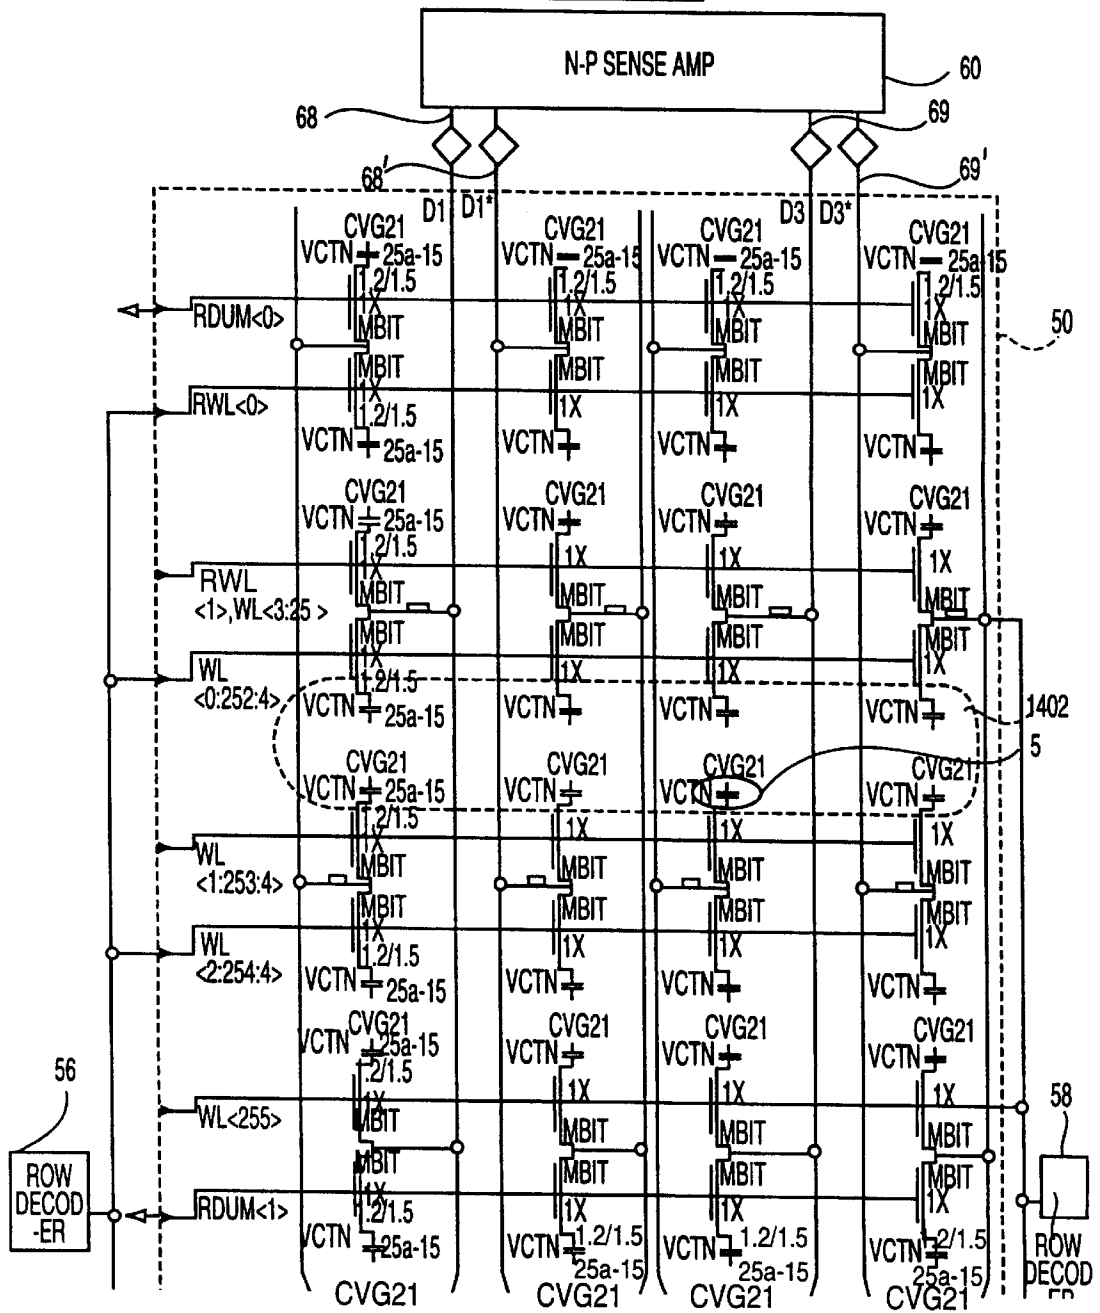 N-P SENSE AMP
60
68
69
68'
69'
D1 D1*
D3 D3*
CVG21 CVG21 CVG21 CVG21
VCTN 25a-15 VCTN 25a-15 VCTN 25a-15 VCTN 25a-15
1.2/1.5 1.2/1.5 1.2/1.5 1.2/1.5
RDUM<0> 1X 1X 1X 1X
50
MBIT MBIT MBIT MBIT
MBIT MBIT MBIT MBIT
RWL<0> 1X 1X 1X 1X
1.2/1.5
VCTN 25a-15 VCTN VCTN VCTN
CVG21 CVG21 CVG21 CVG21
VCTN 25a-15 VCTN VCTN VCTN
1.2/1.5
1X 1X 1X 1X
RWL
<1>,WL<3:25 >
MBIT MBIT MBIT MBIT
MBIT MBIT MBIT MBIT
WL
<0:252:4>
1X 1X 1X 1X
1.2/1.5
VCTN 25a-15 VCTN VCTN VCTN
1402
5
CVG21 CVG21 CVG21 CVG21
VCTN 25a-15 VCTN VCTN VCTN
.2/1.5
1X 1X 1X 1X
WL
<1:253:4>
MBIT MBIT MBIT MBIT
MBIT MBIT MBIT MBIT
WL
<2:254:4>
1X 1X 1X 1X
1.2/1.5
VCTN 25a-15 VCTN VCTN VCTN
CVG21 CVG21 CVG21 CVG21
VCTN 25a-15 VCTN VCTN VCTN
.2/1.5
56
58
WL<255> 1X 1X 1X 1X
MBIT MBIT MBIT MBIT
MBIT MBIT MBIT MBIT
ROW
DECOD
-ER
RDUM<1> 1X 1X 1X 1X
.2/1.5 1.2/1.5 1.2/1.5 .2/1.5
VCTN 25a-15 VCTN 25a-15 VCTN 25a-15 VCTN 25a-15
ROW
DECOD
CVG21 CVG21 CVG21 CVG21